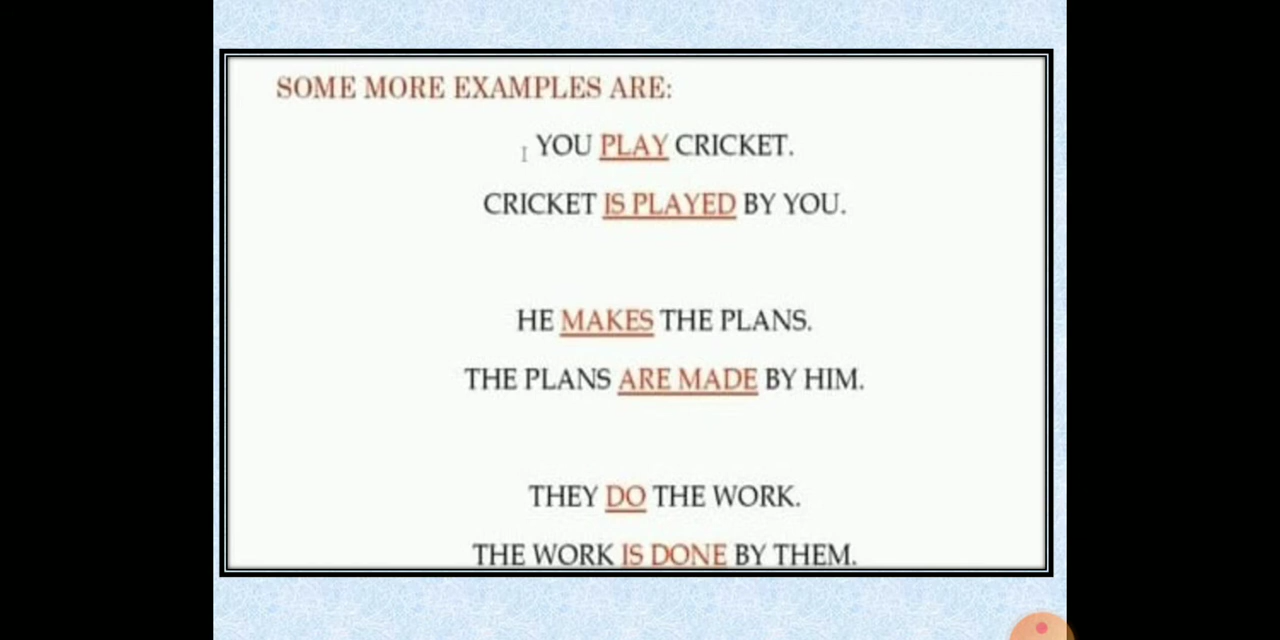 SOME MORE EXAMPLES ARE:
YOU PLAY CRICKET.
CRICKET IS PLAYED BY YOU.
HE MAKES THE PLANS.
THE PLANS ARE MADE BY HIM.
THEY DO THE WORK.
THE WORK IS DONE BY THEM.